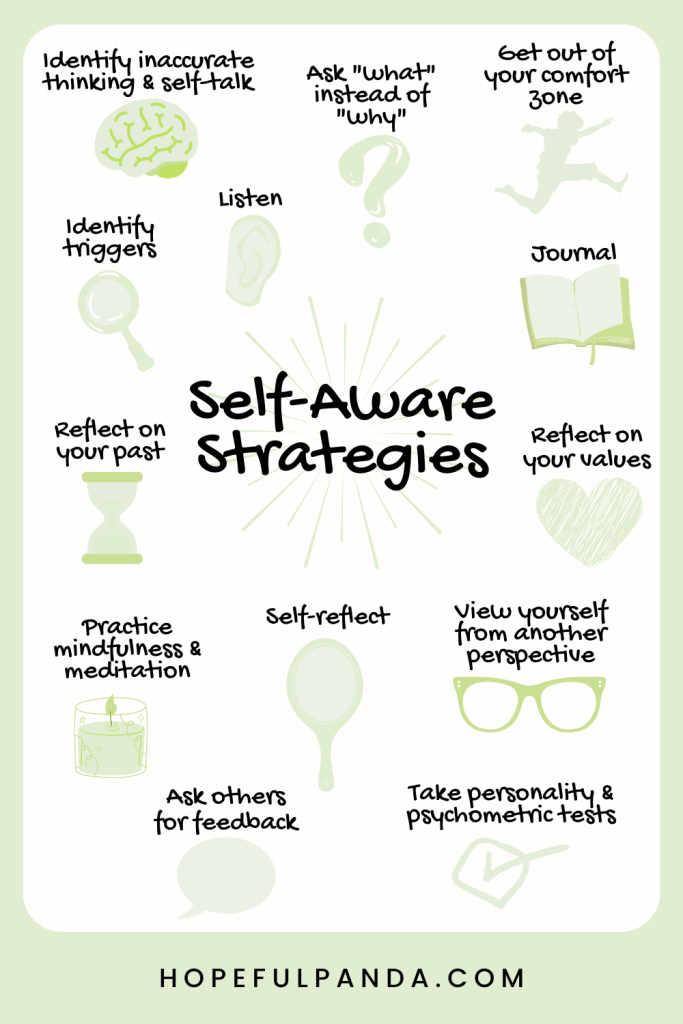 Identify inaccurate
thinking & self-talk
Ask "what"
instead of
"why"
Get out of
your comfort
zone
Listen
Identify
triggers
Journal
Self-Aware
Strategies
Reflect on
your past
Reflect on
your values
Practice
mindfulness &
meditation
Self-reflect
View yourself
from another
perspective
Ask others
for feedback
Take personality &
psychometric tests
HOPEFULPANDA.COM